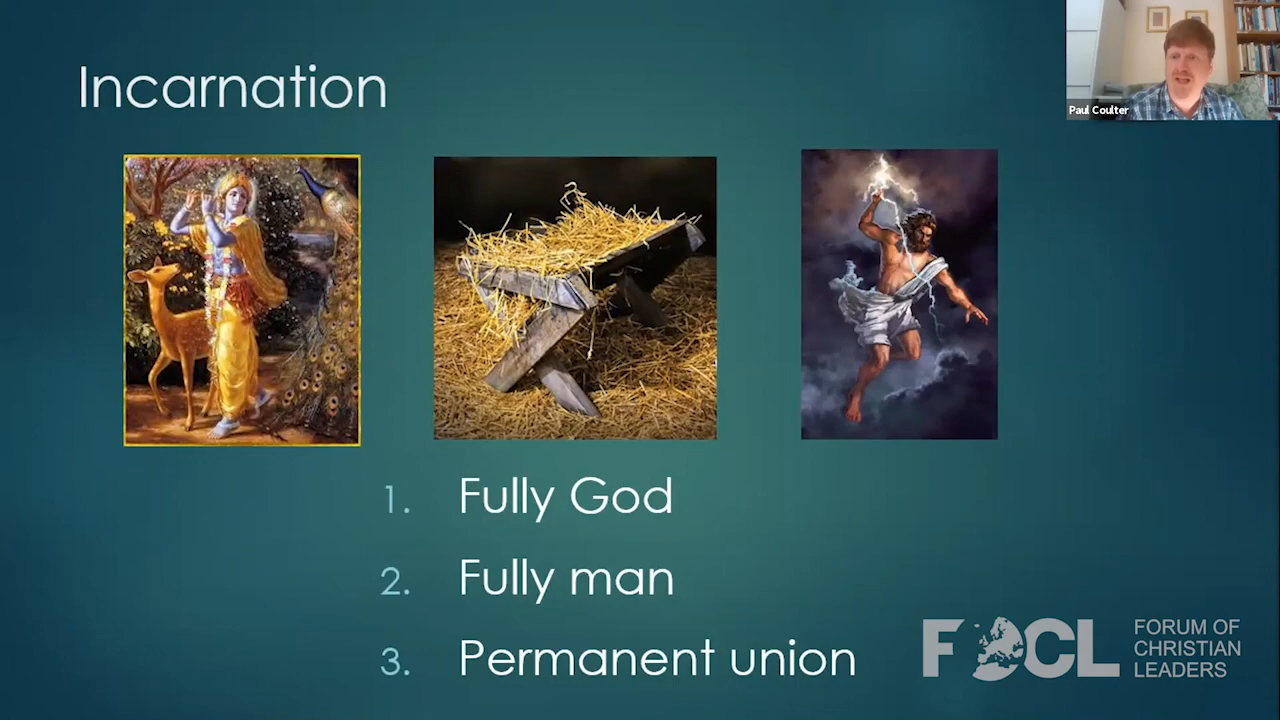 Incarnation
Paul Coulter
1. Fully God
2. Fully man
3. Permanent union
FOCL
FORUM OF
CHRISTIAN
LEADERS